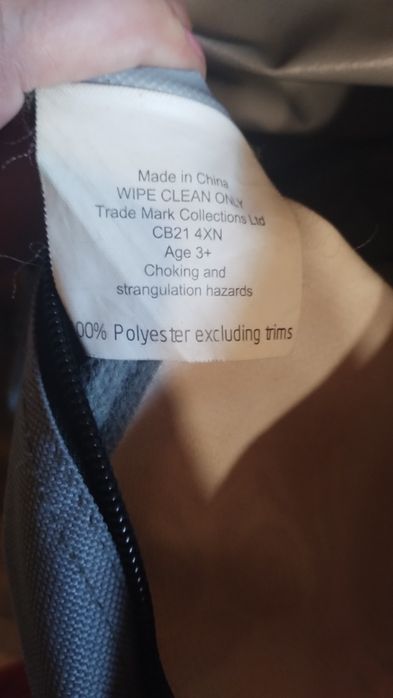 Made in China
WIPE CLEAN ONLY
Trade Mark Collections Ltd
CB21 4XN
Age 3+
Choking and
strangulation hazards
00% Polyester excluding trims